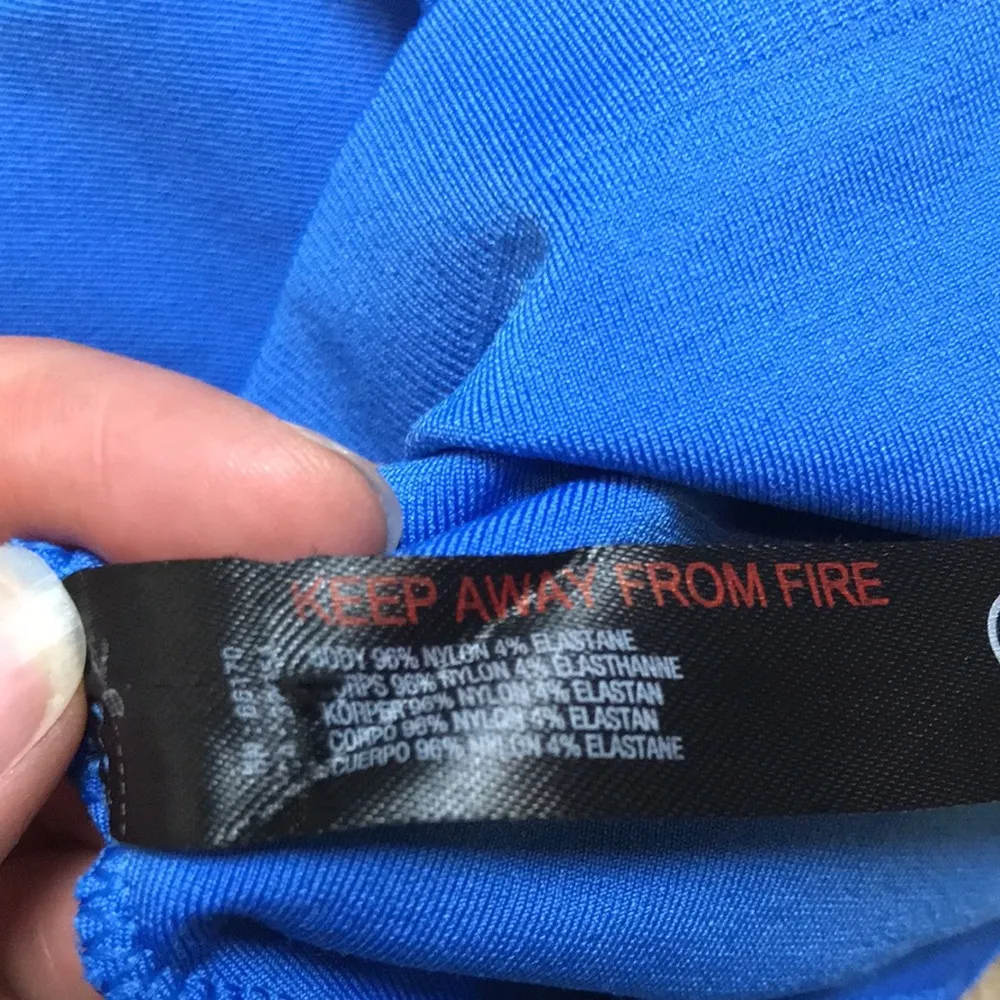 KEEP AWAY FROM FIRE
BODY 96% NYLON 4% ELASTANE
CORPS 96% NYLON 4% ELASTHANNE
KÖRPER 96% NYLON 4% ELASTAN
CORPO 96% NYLON 4% ELASTAN
CUERPO 96% NYLON 4% ELASTANE